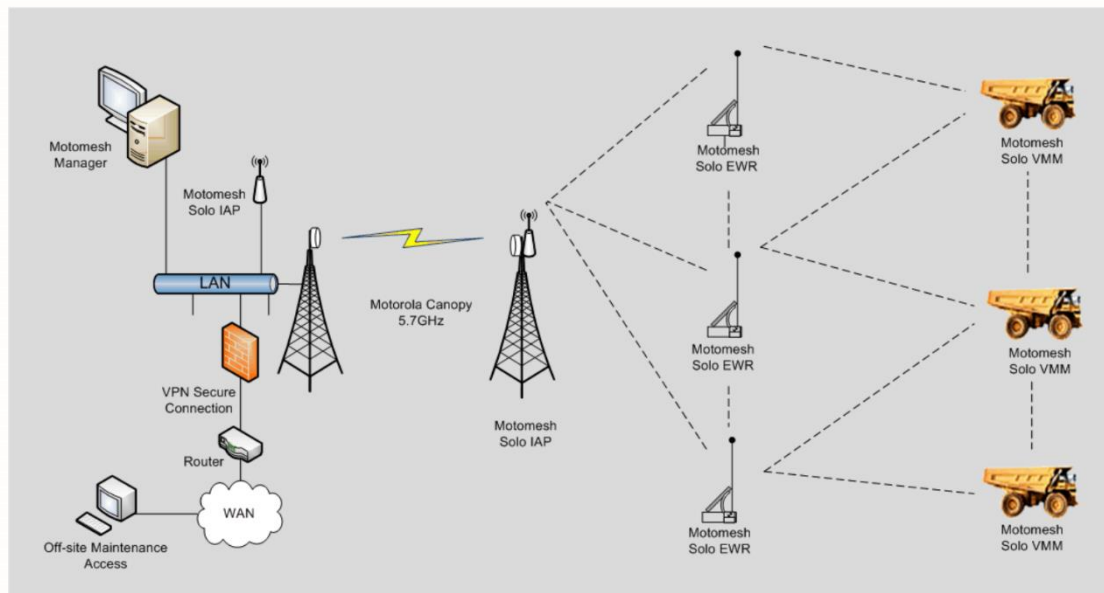 Motomesh
Manager
Motomesh
Solo IAP
LAN
VPN Secure
Connection
Router
WAN
Off-site Maintenance
Access
Motorola Canopy
5.7GHz
Motomesh
Solo IAP
Motomesh
Solo EWR
Motomesh
Solo EWR
Motomesh
Solo EWR
Motomesh
Solo VMM
Motomesh
Solo VMM
Motomesh
Solo VMM